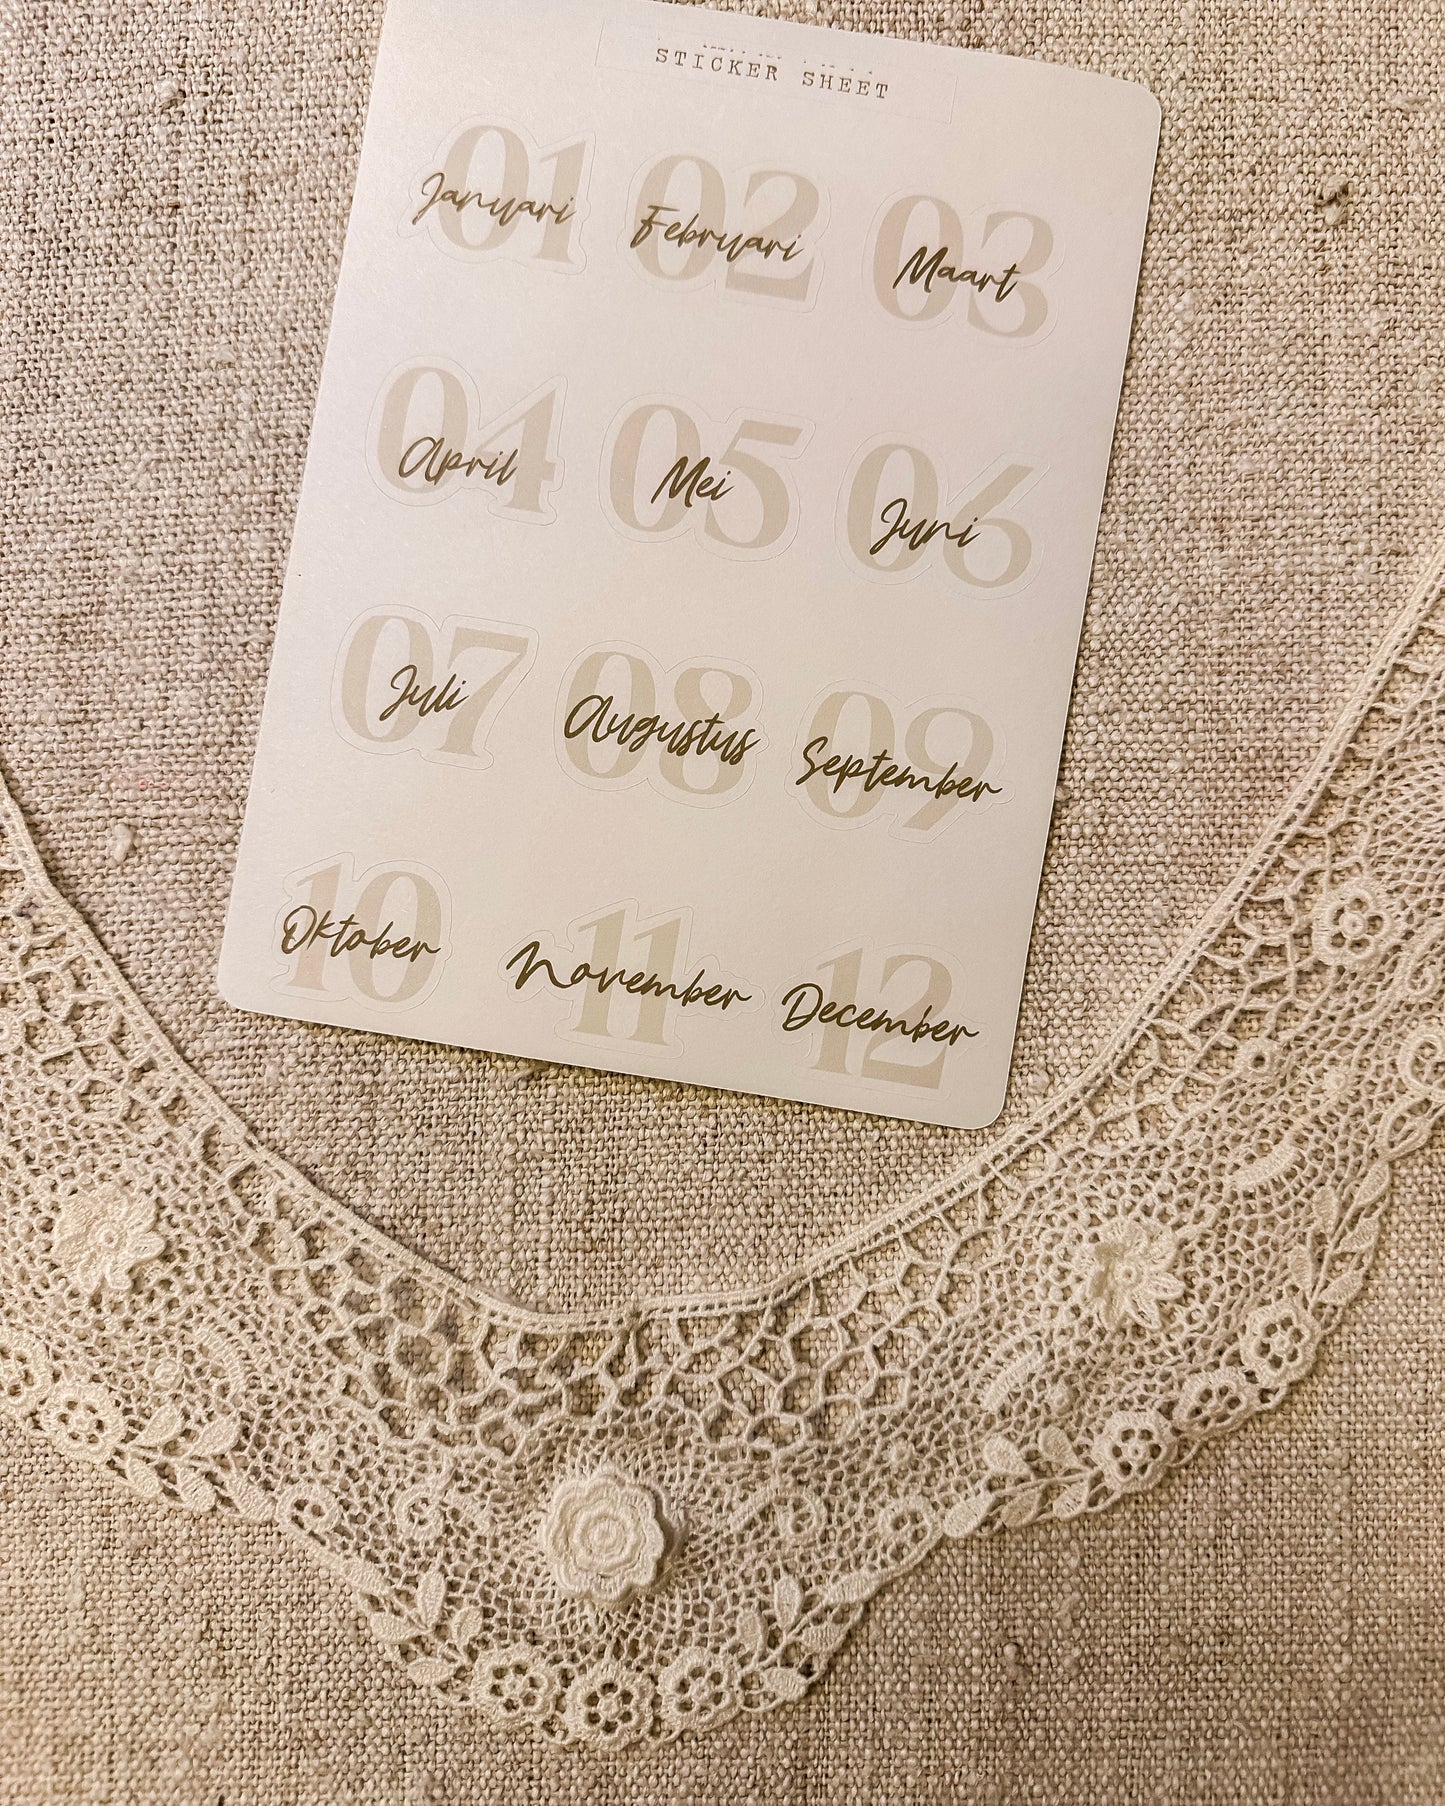 STICKER SHEET
01 Januari
02 Februari
03 Maart
04 April
05 Mei
06 Juni
07 Juli
08 Augustus
09 September
10 Oktober
11 November
12 December